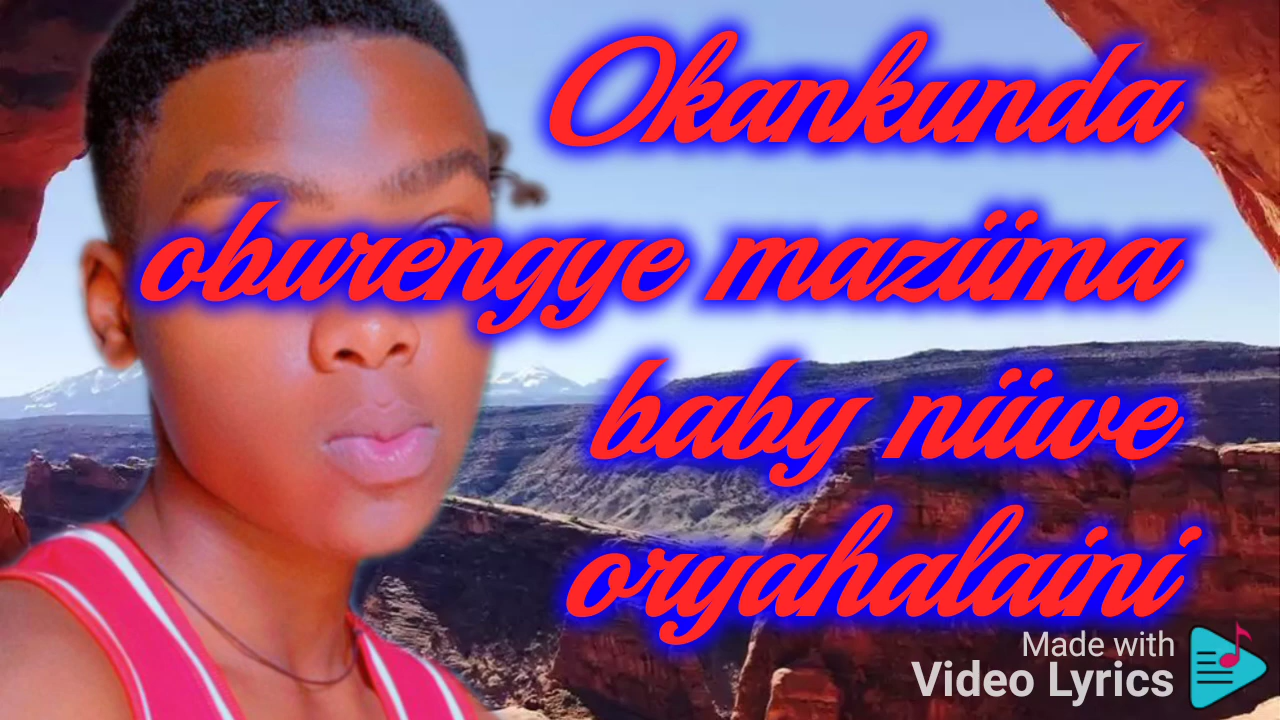 Okankunda
oburengye maziima
baby niiwe
oryahalaini
Made with
Video Lyrics